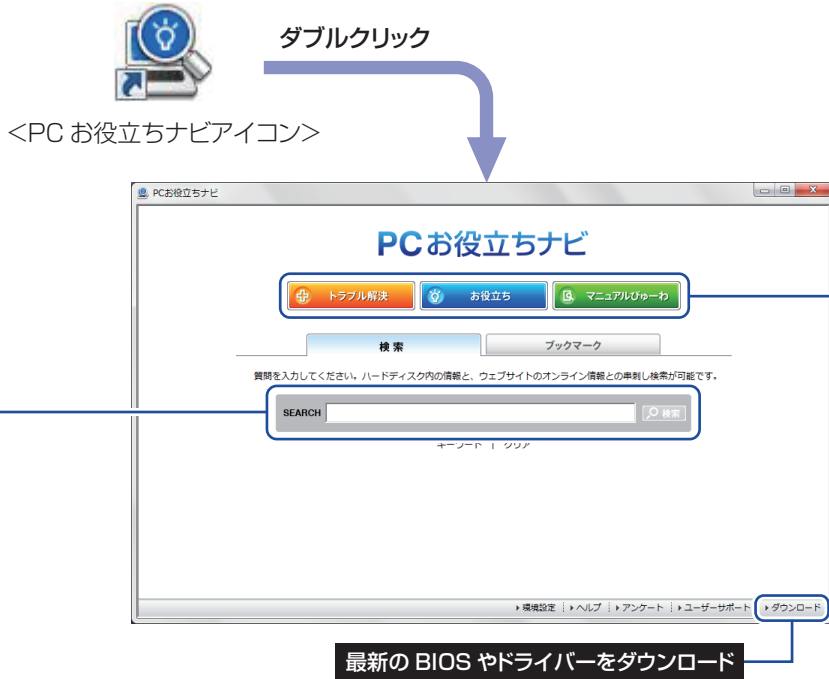 ダブルクリック
<PC お役立ちナビアイコン>
PCお役立ちナビ
PCお役立ちナビ
トラブル解決 お役立ち マニュアルびゅーわ
検索 ブックマーク
質問を入力してください。ハードディスク内の情報と、ウェブサイトのオンライン情報との串刺し検索が可能です。
SEARCH 検索
キーワード | クリア
環境設定 ヘルプ アンケート ユーザーサポート ダウンロード
最新の BIOS やドライバーをダウンロード